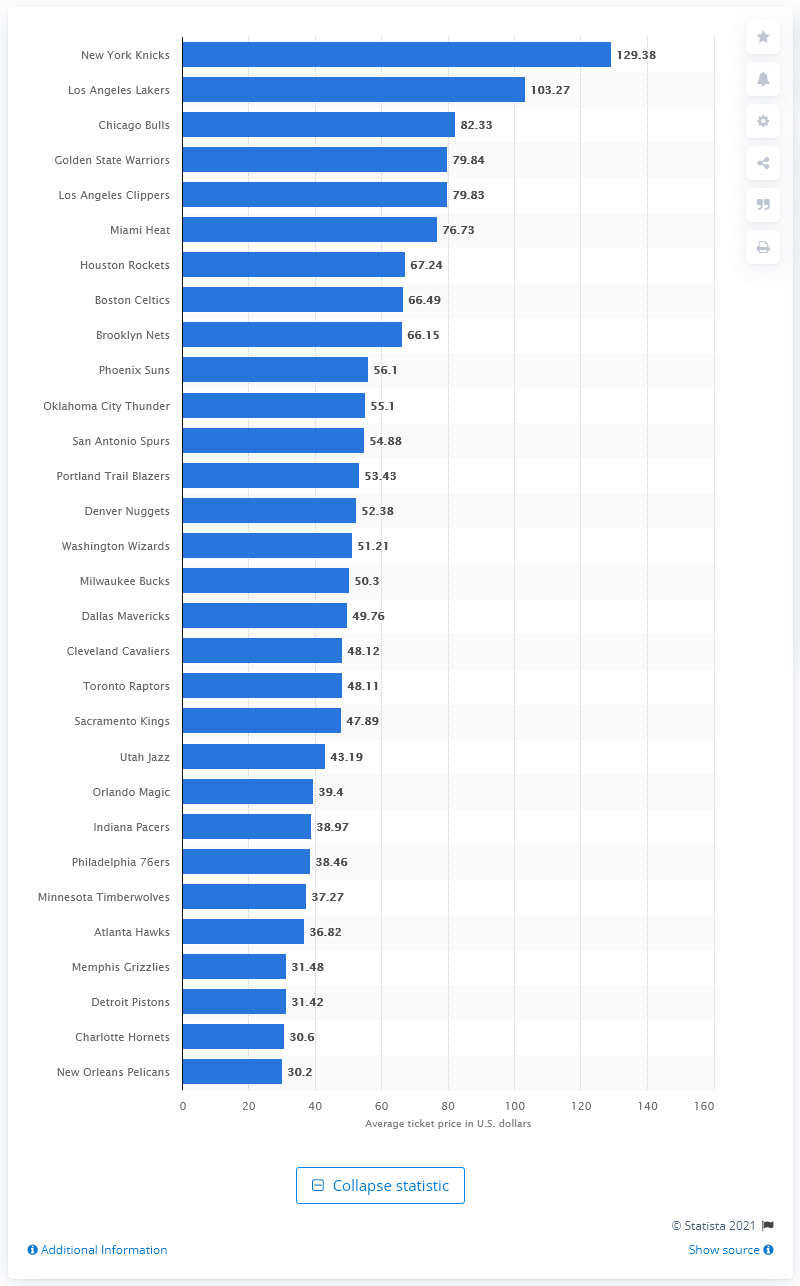 New York Knicks 129.38
Los Angeles Lakers 103.27
Chicago Bulls 82.33
Golden State Warriors 79.84
Los Angeles Clippers 79.83
Miami Heat 76.73
Houston Rockets 67.24
Boston Celtics 66.49
Brooklyn Nets 66.15
Phoenix Suns 56.1
Oklahoma City Thunder 55.1
San Antonio Spurs 54.88
Portland Trail Blazers 53.43
Denver Nuggets 52.38
Washington Wizards 51.21
Milwaukee Bucks 50.3
Dallas Mavericks 49.76
Cleveland Cavaliers 48.12
Toronto Raptors 48.11
Sacramento Kings 47.89
Utah Jazz 43.19
Orlando Magic 39.4
Indiana Pacers 38.97
Philadelphia 76ers 38.46
Minnesota Timberwolves 37.27
Atlanta Hawks 36.82
Memphis Grizzlies 31.48
Detroit Pistons 31.42
Charlotte Hornets 30.6
New Orleans Pelicans 30.2
0 20 40 60 80 100 120 140 160
Average ticket price in U.S. dollars
Collapse statistic
© Statista 2021
Additional Information Show source